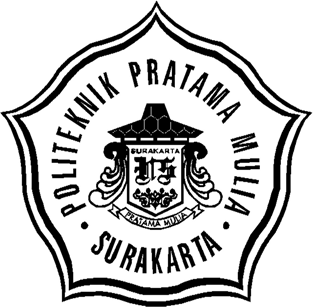 POLITEKNIK PRATAMA MULIA
SURAKARTA
PRATAMA MULIA
• SURAKARTA •